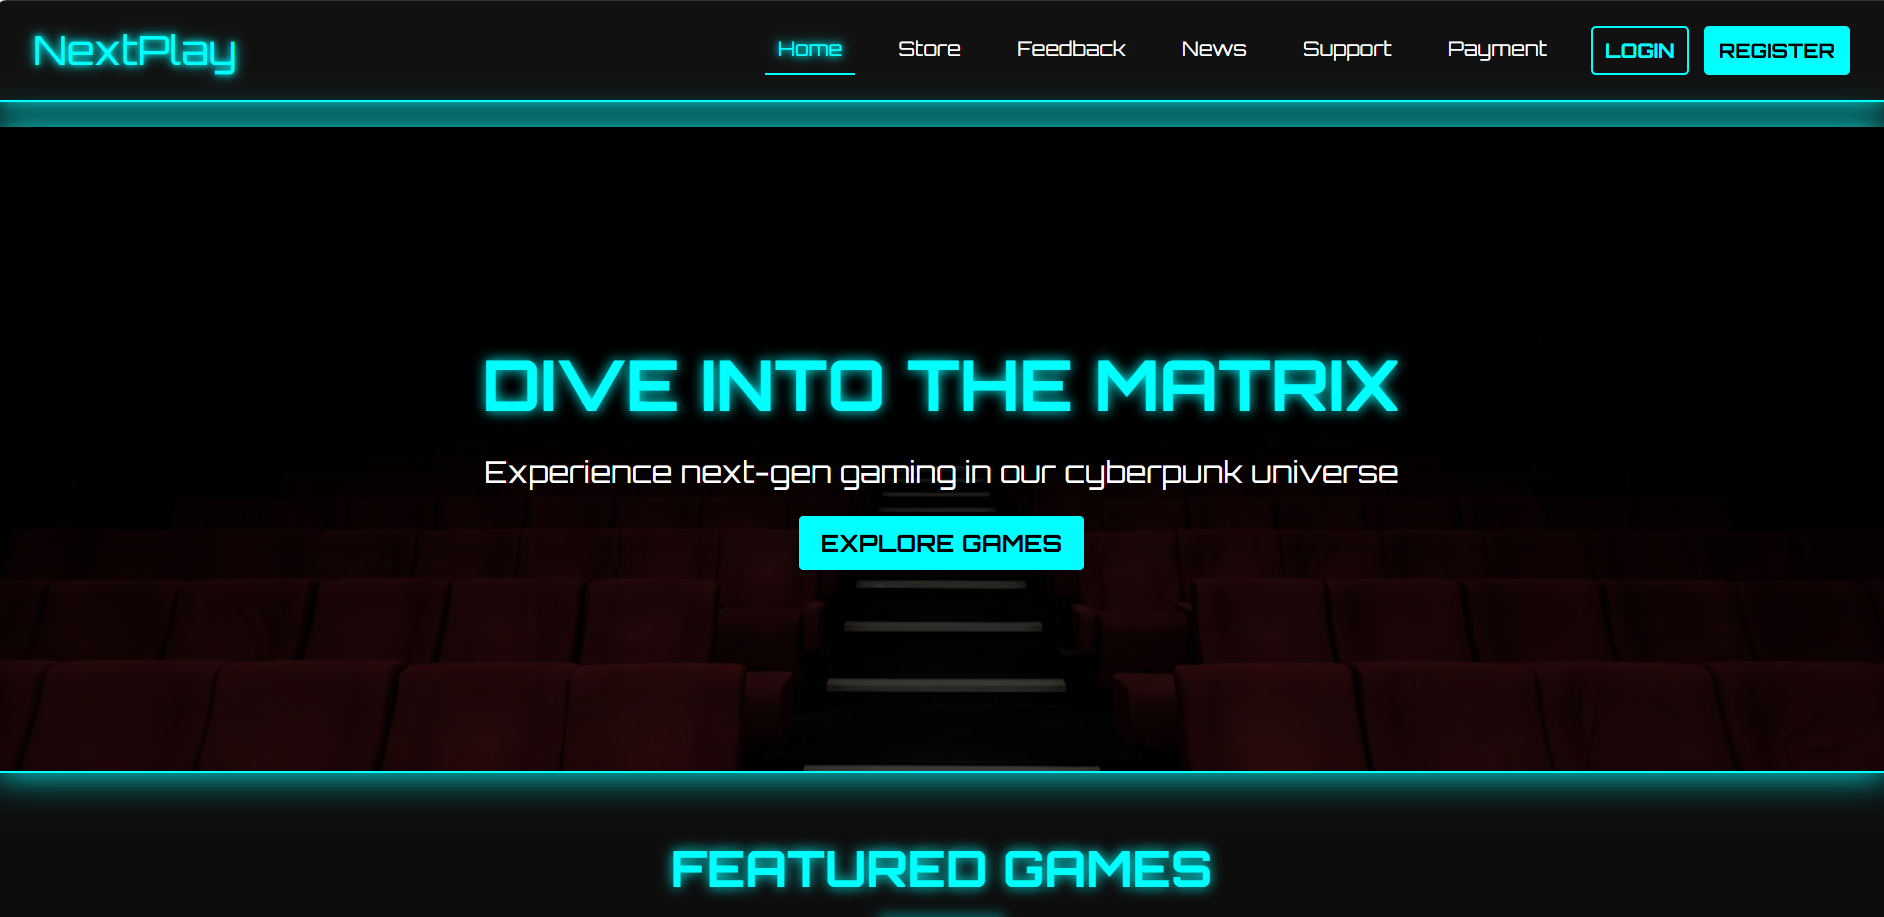 NextPlay
Home Store Feedback News Support Payment LOGIN REGISTER
DIVE INTO THE MATRIX
Experience next-gen gaming in our cyberpunk universe
EXPLORE GAMES
FEATURED GAMES